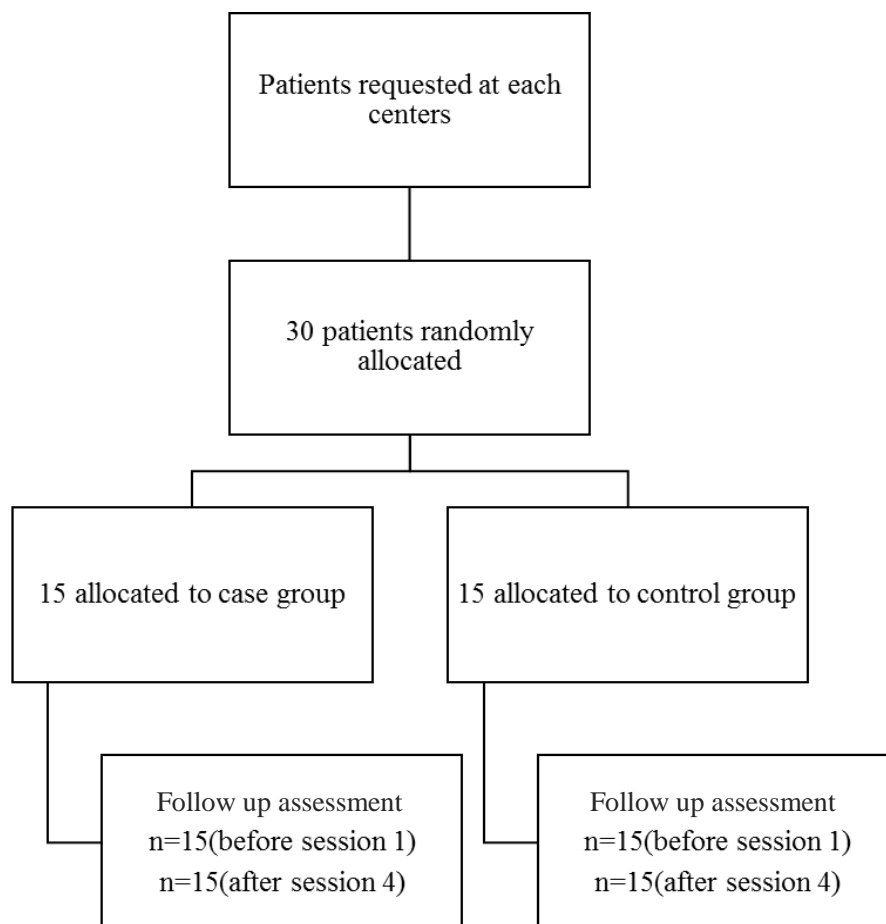 Patients requested at each
centers
30 patients randomly
allocated
15 allocated to case group
15 allocated to control group
Follow up assessment
n=15(before session 1)
n=15(after session 4)
Follow up assessment
n=15(before session 1)
n=15(after session 4)